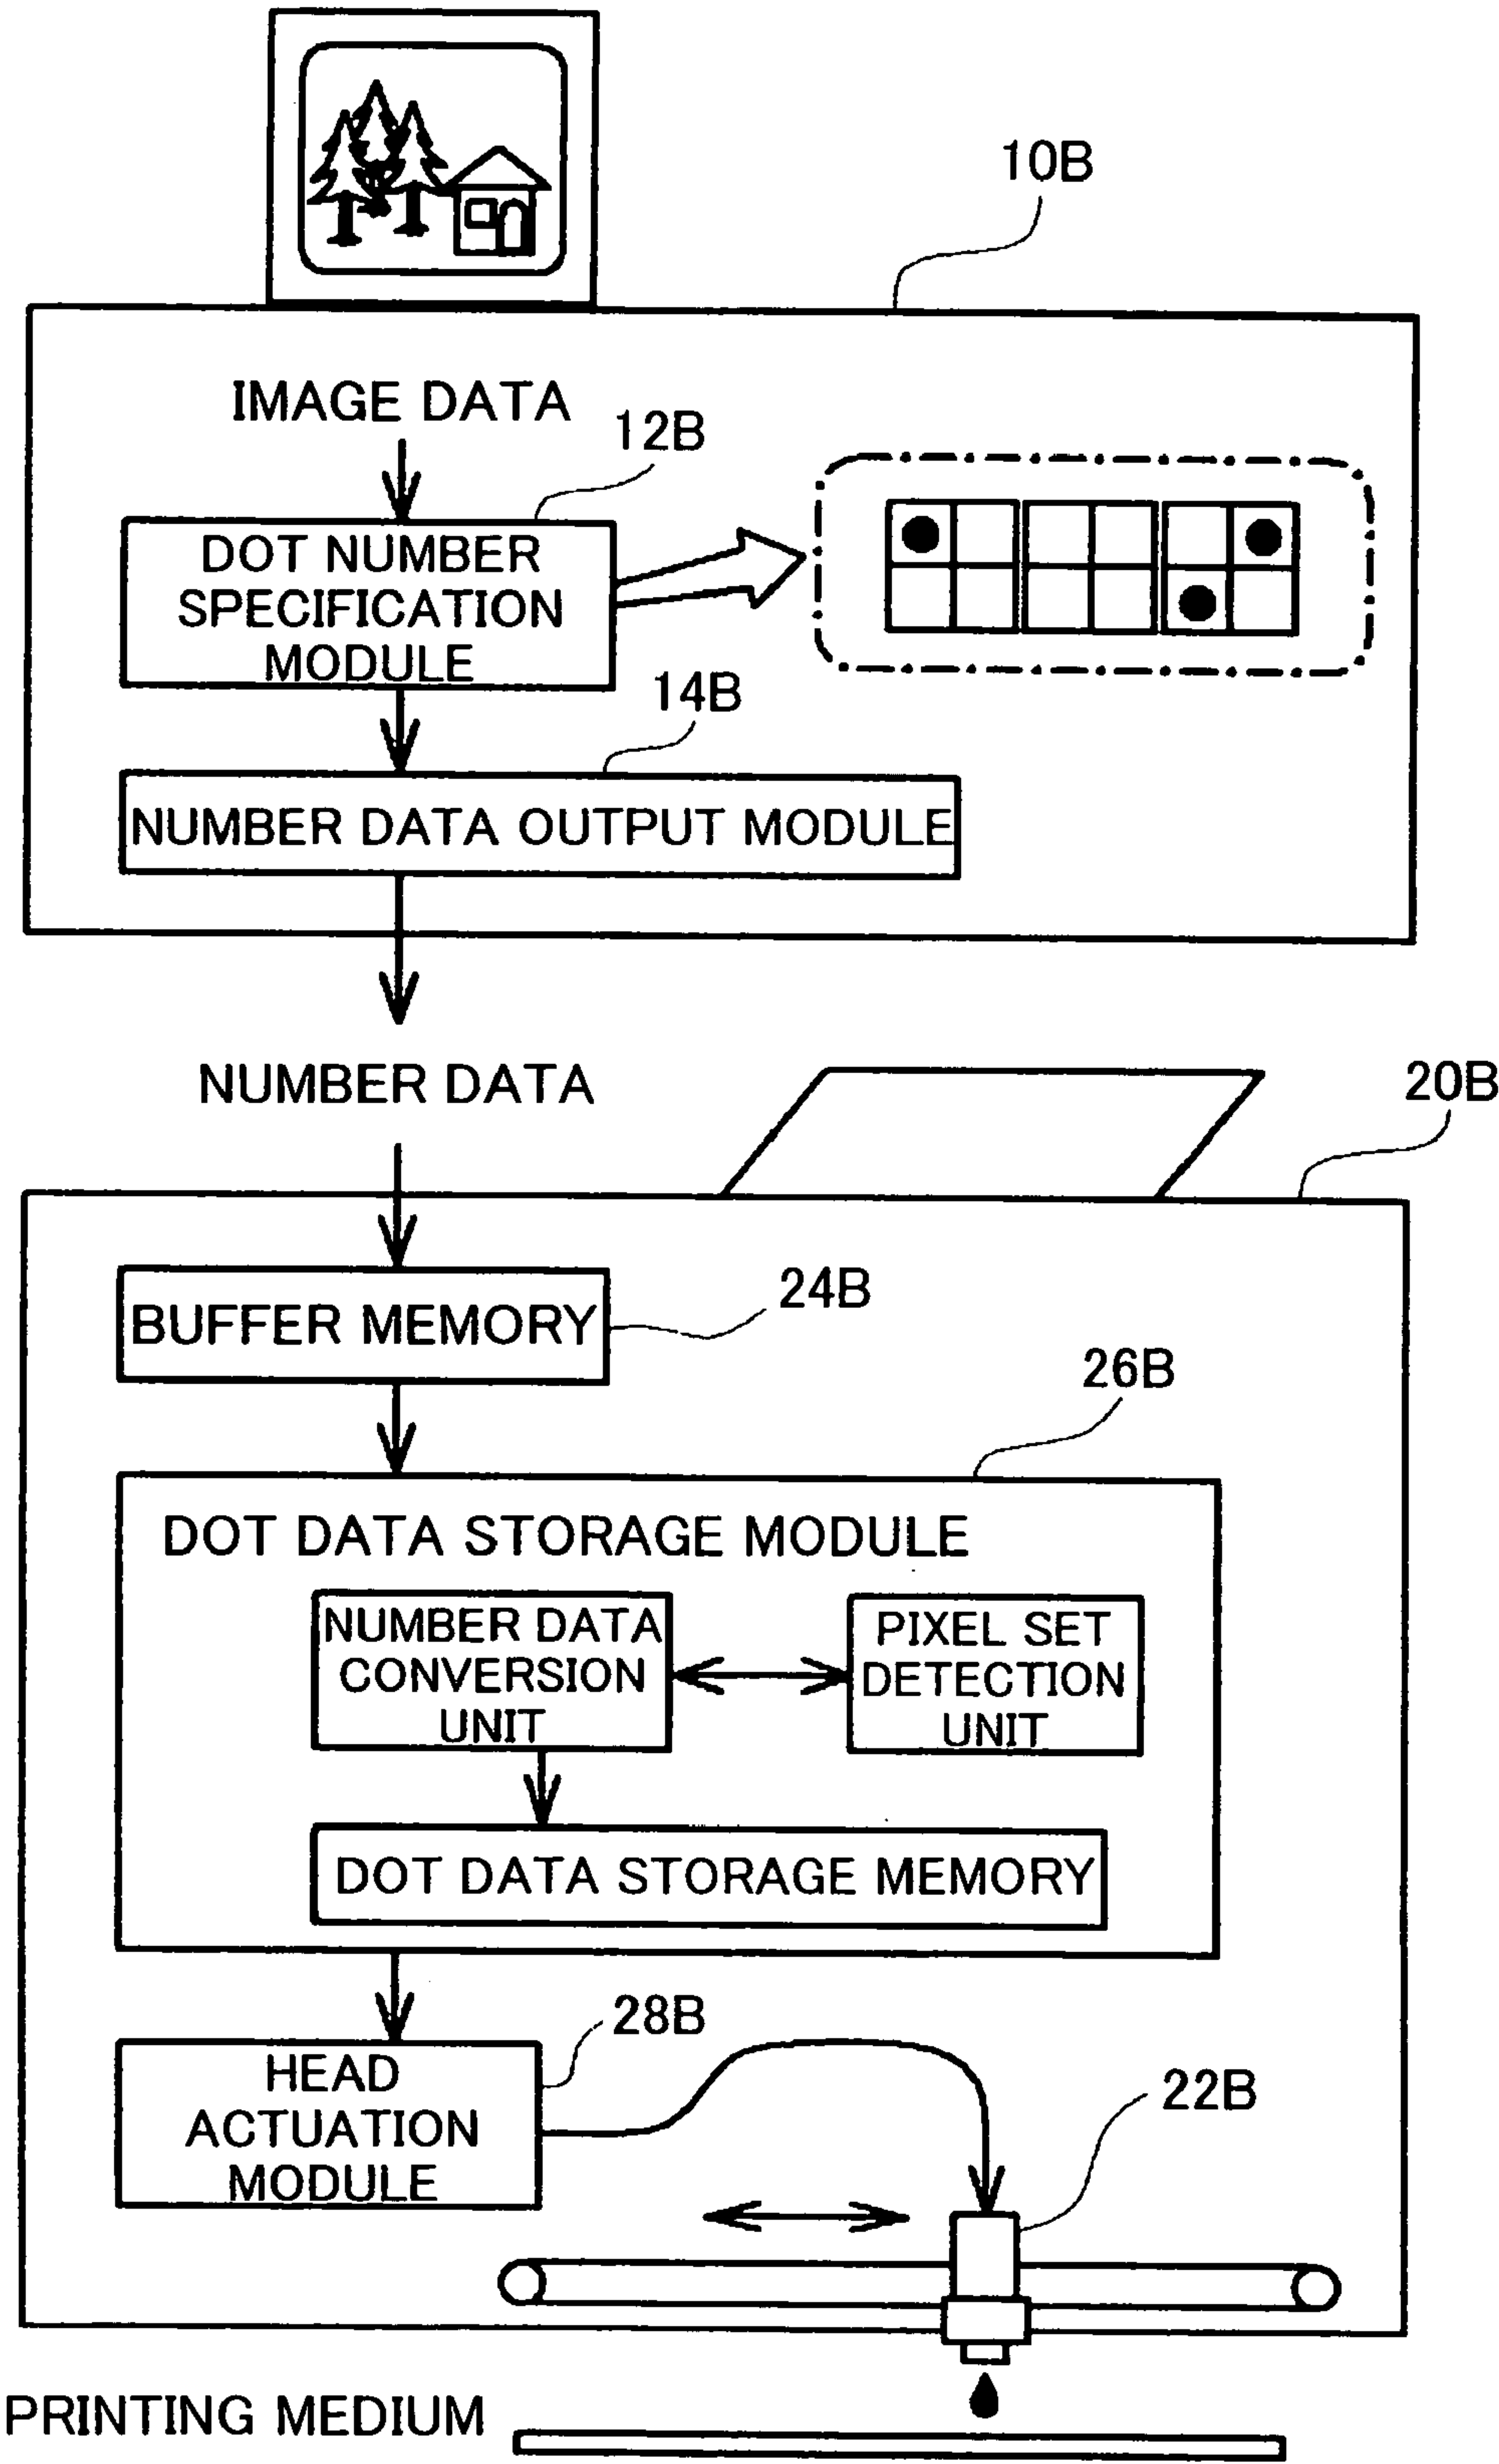 10B
IMAGE DATA
12B
DOT NUMBER
SPECIFICATION
MODULE
14B
NUMBER DATA OUTPUT MODULE
NUMBER DATA
20B
BUFFER MEMORY
24B
26B
DOT DATA STORAGE MODULE
NUMBER DATA
CONVERSION
UNIT
PIXEL SET
DETECTION
UNIT
DOT DATA STORAGE MEMORY
28B
HEAD
ACTUATION
MODULE
22B
PRINTING MEDIUM